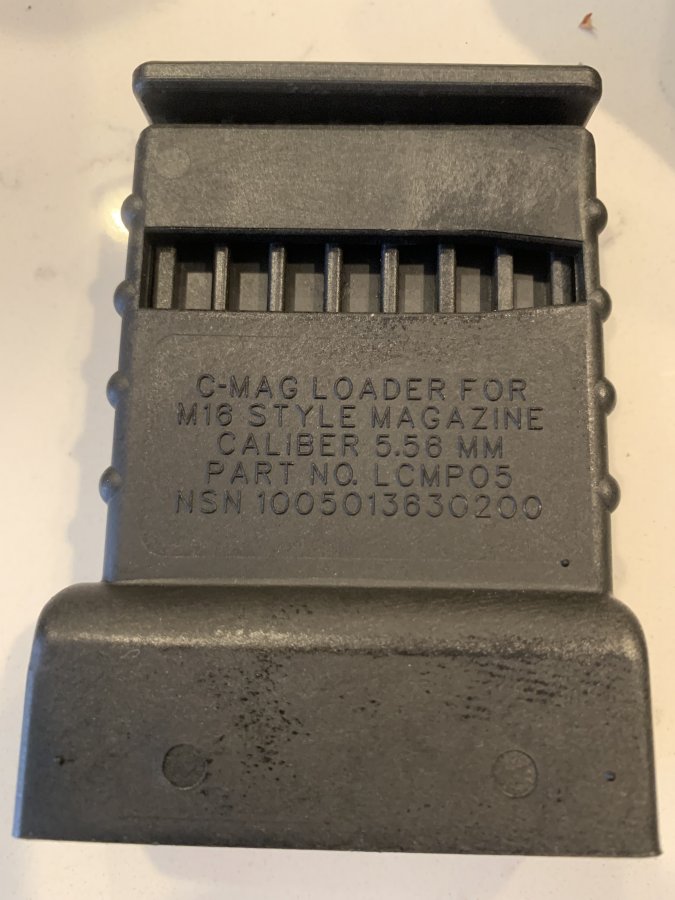 C-MAG LOADER FOR
M16 STYLE MAGAZINE
CALIBER 5.56 MM
PART NO. LCMP05
NSN 1005013630200